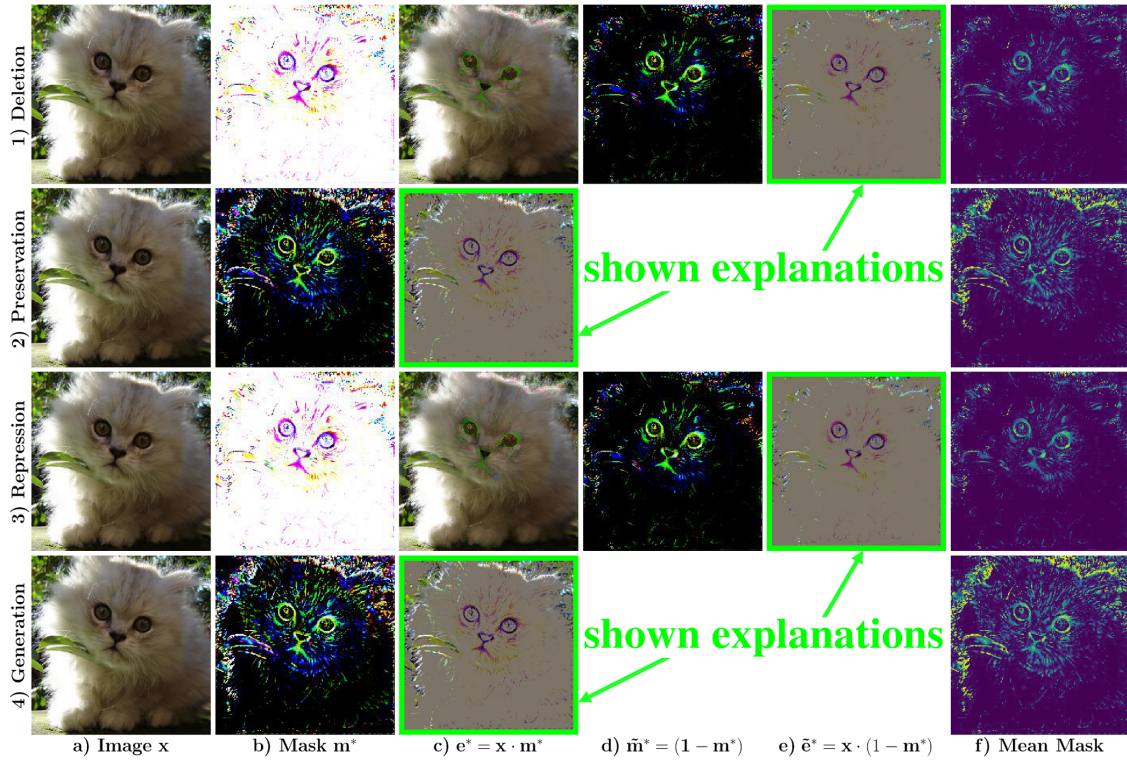 1) Deletion
2) Preservation
shown explanations
3) Repression
4) Generation
shown explanations
a) Image x
b) Mask m*
c) e* = x · m*
d) m̃* = (1 − m*)
e) ẽ* = x · (1 − m*)
f) Mean Mask